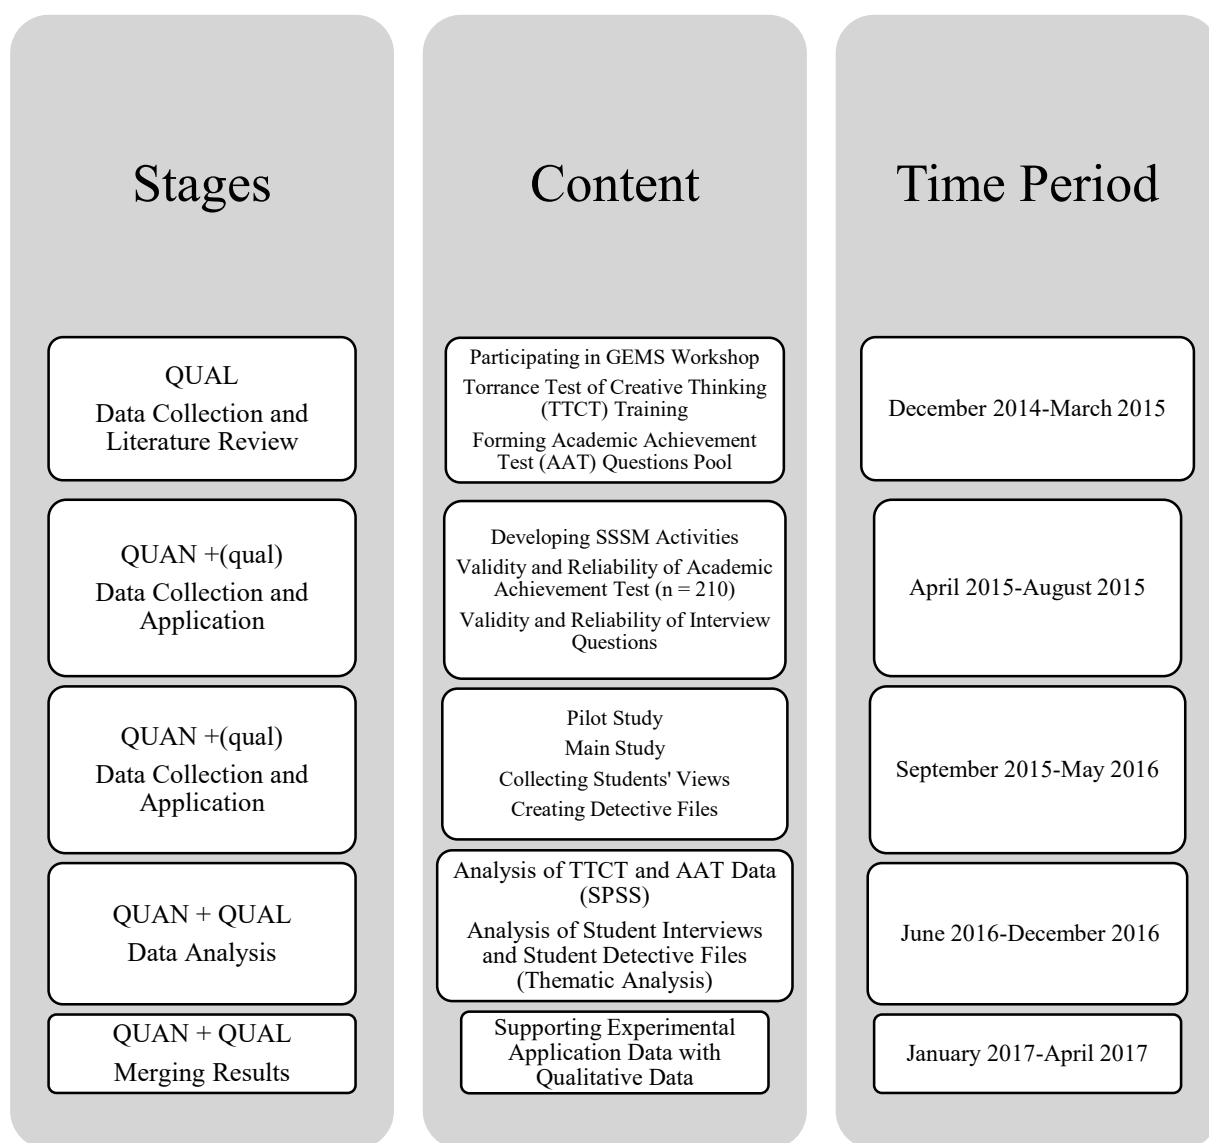 Stages
Content
Time Period
QUAL
Data Collection and
Literature Review
Participating in GEMS Workshop
Torrance Test of Creative Thinking
(TTCT) Training
Forming Academic Achievement
Test (AAT) Questions Pool
December 2014-March 2015
QUAN +(qual)
Data Collection and
Application
Developing SSSM Activities
Validity and Reliability of Academic
Achievement Test (n = 210)
Validity and Reliability of Interview
Questions
April 2015-August 2015
QUAN +(qual)
Data Collection and
Application
Pilot Study
Main Study
Collecting Students' Views
Creating Detective Files
September 2015-May 2016
QUAN + QUAL
Data Analysis
Analysis of TTCT and AAT Data
(SPSS)
Analysis of Student Interviews
and Student Detective Files
(Thematic Analysis)
June 2016-December 2016
QUAN + QUAL
Merging Results
Supporting Experimental
Application Data with
Qualitative Data
January 2017-April 2017